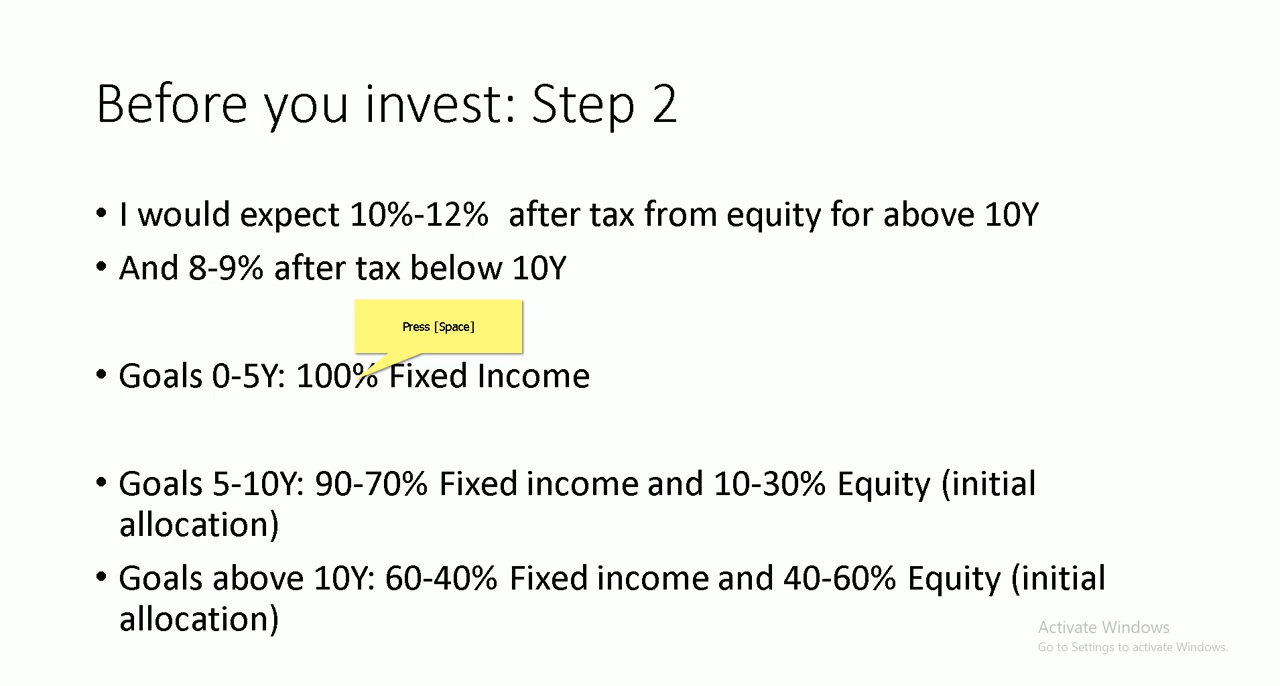 Before you invest: Step 2
• I would expect 10%-12% after tax from equity for above 10Y
• And 8-9% after tax below 10Y
Press [Space]
• Goals 0-5Y: 100% Fixed Income
• Goals 5-10Y: 90-70% Fixed income and 10-30% Equity (initial
allocation)
• Goals above 10Y: 60-40% Fixed income and 40-60% Equity (initial
allocation)
Activate Windows
Go to Settings to activate Windows.